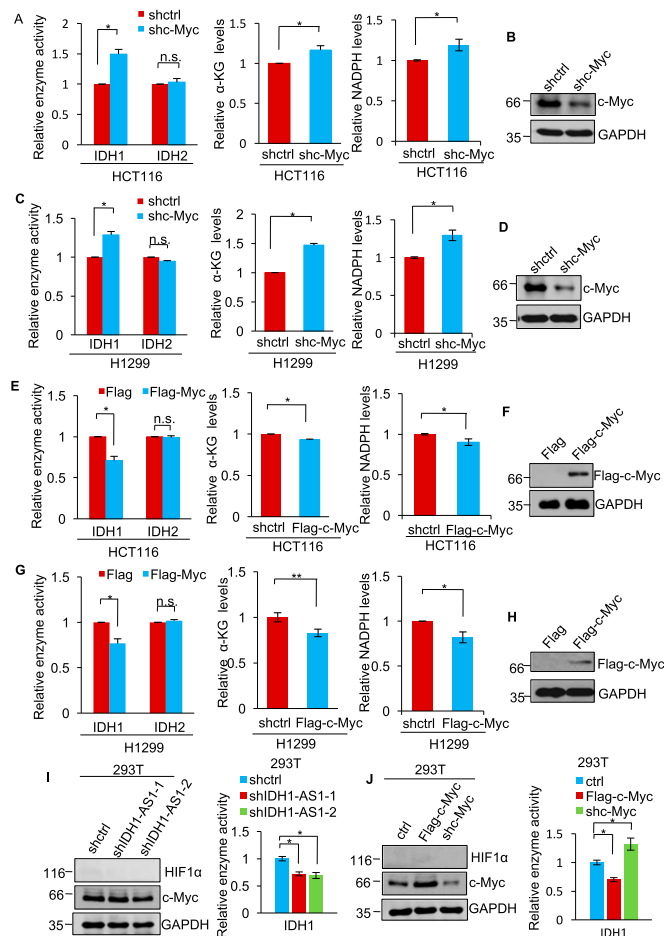 A
Relative enzyme activity
2
1.5
1
0.5
0
shctrl
shc-Myc
*
n.s.
IDH1 IDH2
HCT116
Relative α-KG levels
1.5
1
0.5
0
*
shctrl shc-Myc
HCT116
Relative NADPH levels
1.5
1
0.5
0
*
shctrl shc-Myc
HCT116
B
shctrl shc-Myc
66 c-Myc
35 GAPDH
C
Relative enzyme activity
1.5
1
0.5
0
shctrl
shc-Myc
*
n.s.
IDH1 IDH2
H1299
Relative α-KG levels
2
1.5
1
0.5
0
*
shctrl shc-Myc
H1299
Relative NADPH levels
1.5
1
0.5
0
*
shctrl shc-Myc
H1299
D
shctrl shc-Myc
66 c-Myc
35 GAPDH
E
Relative enzyme activity
1.5
1
0.5
0
Flag Flag-Myc
*
n.s.
IDH1 IDH2
HCT116
Relative α-KG levels
1.5
1
0.5
0
*
shctrl Flag-c-Myc
HCT116
Relative NADPH levels
1.5
1
0.5
0
*
shctrl Flag-c-Myc
HCT116
F
Flag Flag-c-Myc
66 Flag-c-Myc
35 GAPDH
G
Relative enzyme activity
1.5
1
0.5
0
Flag Flag-Myc
*
n.s.
IDH1 IDH2
H1299
Relative α-KG levels
1.5
1
0.5
0
**
shctrl Flag-c-Myc
H1299
Relative NADPH levels
1.5
1
0.5
0
*
shctrl Flag-c-Myc
H1299
H
Flag Flag-c-Myc
66 Flag-c-Myc
35 GAPDH
I
293T
shctrl shIDH1-AS1-1 shIDH1-AS1-2
116 HIF1α
66 c-Myc
35 GAPDH
293T
shctrl
shIDH1-AS1-1
shIDH1-AS1-2
Relative enzyme activity
1.5
1
0.5
0
*
*
IDH1
J
293T
ctrl Flag-c-Myc shc-Myc
116 HIF1α
66 c-Myc
35 GAPDH
293T
ctrl
Flag-c-Myc
shc-Myc
Relative enzyme activity
1.5
1
0.5
0
*
*
IDH1